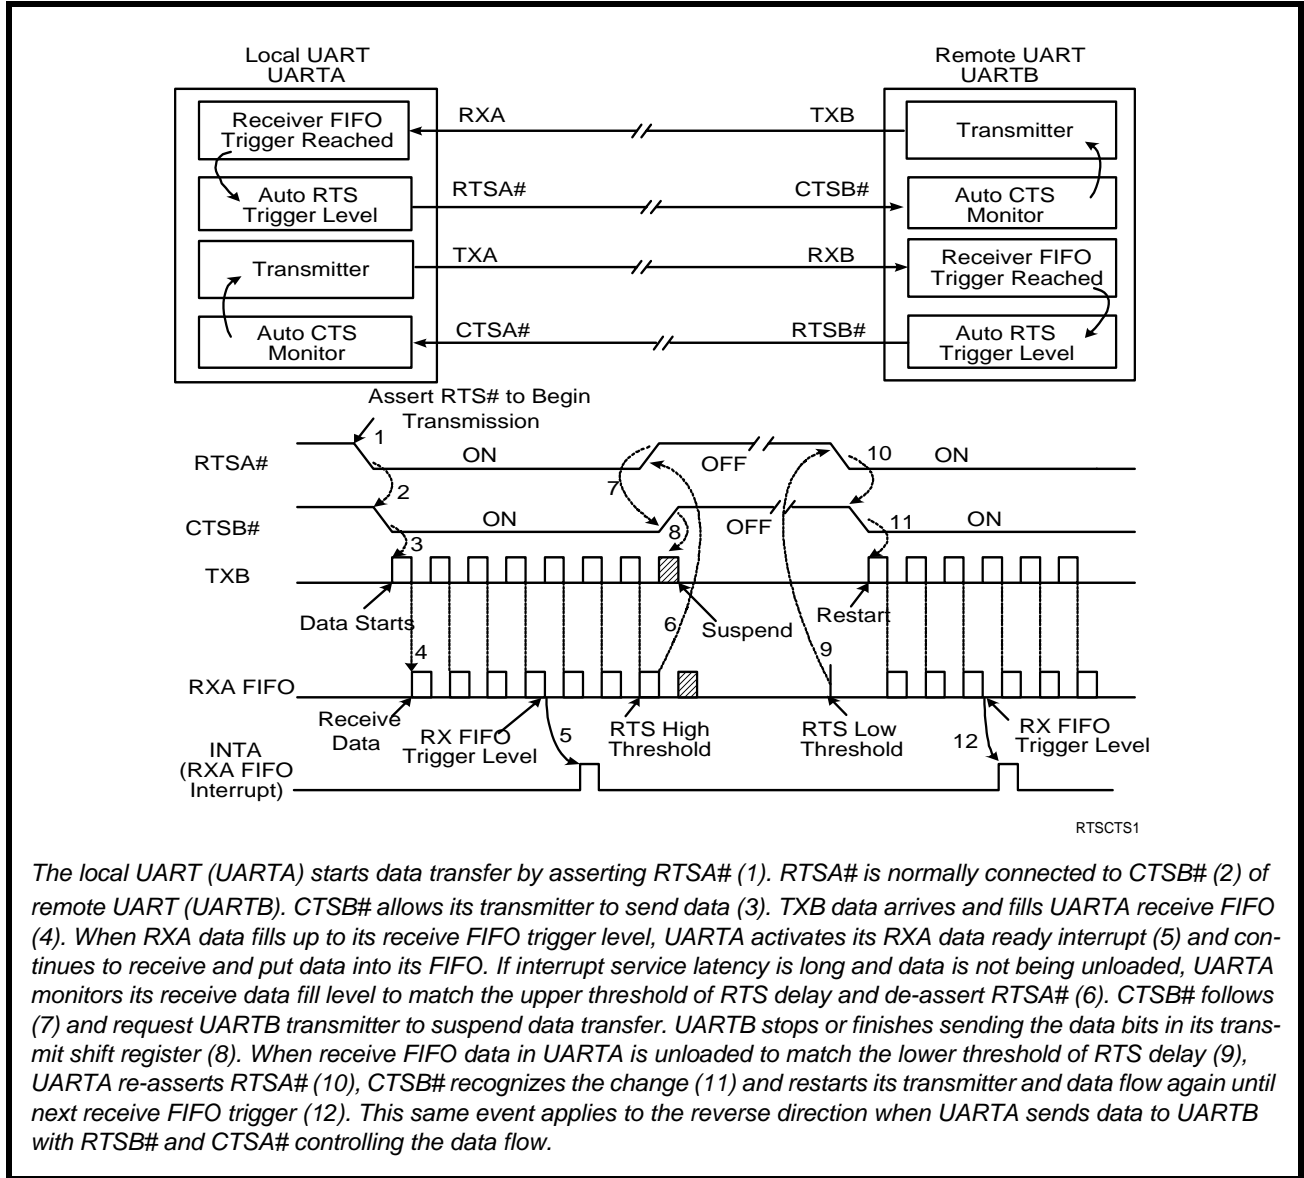 Local UART
UARTA
Remote UART
UARTB
Receiver FIFO
Trigger Reached
RXA
TXB
Transmitter
Auto RTS
Trigger Level
RTSA#
CTSB#
Auto CTS
Monitor
Transmitter
TXA
RXB
Receiver FIFO
Trigger Reached
Auto CTS
Monitor
CTSA#
RTSB#
Auto RTS
Trigger Level
Assert RTS# to Begin
Transmission
1
RTSA#
ON
OFF
10
ON
2
7
CTSB#
ON
8
OFF
11
ON
3
TXB
Data Starts
6
Suspend
Restart
4
9
RXA FIFO
Receive
Data
RX FIFO
Trigger Level
5
RTS High
Threshold
RTS Low
Threshold
12
RX FIFO
Trigger Level
INTA
(RXA FIFO
Interrupt)
RTSCTS1
The local UART (UARTA) starts data transfer by asserting RTSA# (1). RTSA# is normally connected to CTSB# (2) of
remote UART (UARTB). CTSB# allows its transmitter to send data (3). TXB data arrives and fills UARTA receive FIFO
(4). When RXA data fills up to its receive FIFO trigger level, UARTA activates its RXA data ready interrupt (5) and con-
tinues to receive and put data into its FIFO. If interrupt service latency is long and data is not being unloaded, UARTA
monitors its receive data fill level to match the upper threshold of RTS delay and de-assert RTSA# (6). CTSB# follows
(7) and request UARTB transmitter to suspend data transfer. UARTB stops or finishes sending the data bits in its trans-
mit shift register (8). When receive FIFO data in UARTA is unloaded to match the lower threshold of RTS delay (9),
UARTA re-asserts RTSA# (10), CTSB# recognizes the change (11) and restarts its transmitter and data flow again until
next receive FIFO trigger (12). This same event applies to the reverse direction when UARTA sends data to UARTB
with RTSB# and CTSA# controlling the data flow.